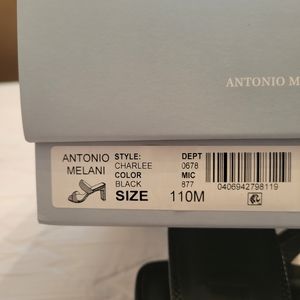 ANTONIO M
ANTONIO MELANI
STYLE:
CHARLEE
COLOR
BLACK
SIZE
DEPT
0678
MIC
877
110M
0406942798119